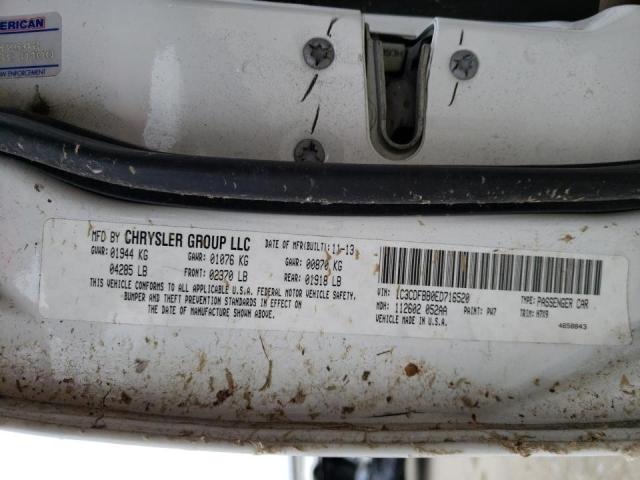 AMERICAN
W ENFORCEMENT
MFD BY CHRYSLER GROUP LLC DATE OF MFR(BUILT): 11-13
GVWR: 01944 KG GAWR: 01076 KG GAWR: 00870 KG
04285 LB FRONT: 02370 LB REAR: 01918 LB
THIS VEHICLE CONFORMS TO ALL APPLICABLE U.S.A. FEDERAL MOTOR VEHICLE SAFETY,
BUMPER AND THEFT PREVENTION STANDARDS IN EFFECT ON
THE DATE OF MANUFACTURE SHOWN ABOVE.
VIN: 1C3CDFBB0ED716520 TYPE: PASSENGER CAR
MDH: 112602 052AA PAINT: PW7 TRIM: H7X9
VEHICLE MADE IN U.S.A. 4658843